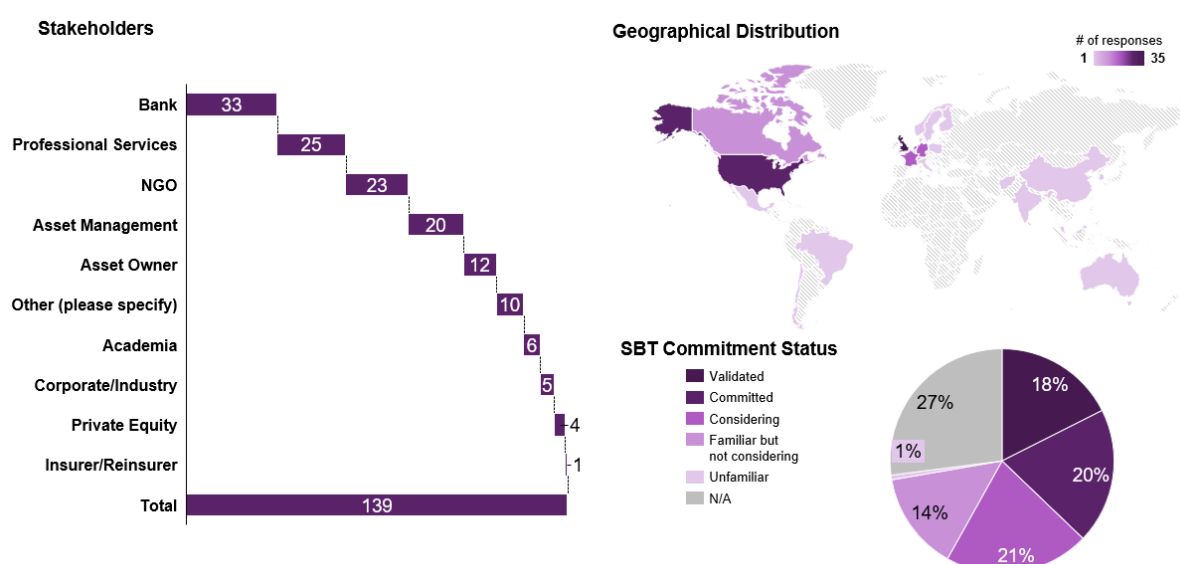 Stakeholders
Bank
33
Professional Services
25
NGO
23
Asset Management
20
Asset Owner
12
Other (please specify)
10
Academia
6
Corporate/Industry
5
Private Equity
4
Insurer/Reinsurer
1
Total
139
Geographical Distribution
# of responses
1 35
SBT Commitment Status
Validated
Committed
Considering
Familiar but
not considering
Unfamiliar
N/A
18%
20%
21%
14%
1%
27%